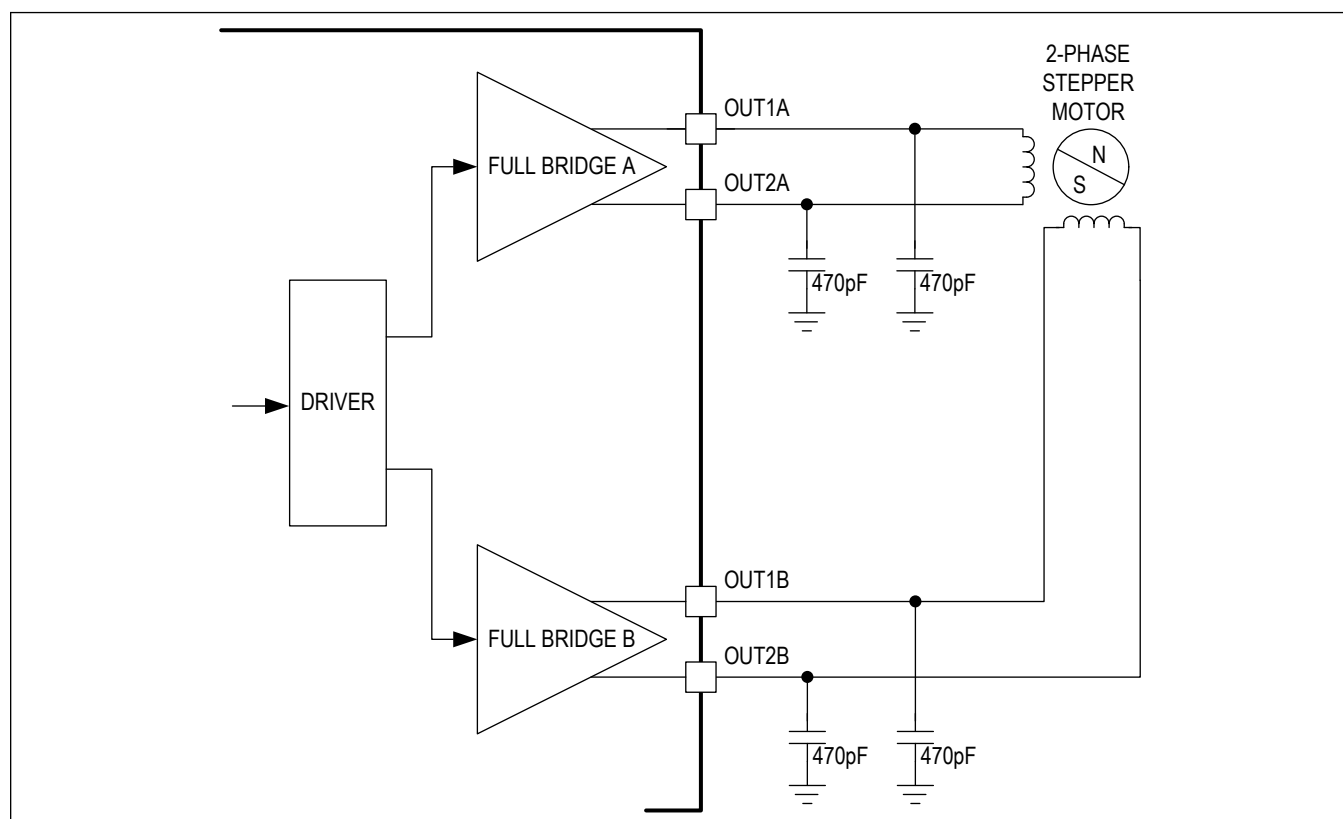 2-PHASE
STEPPER
MOTOR
OUT1A
FULL BRIDGE A
N
S
OUT2A
470pF
470pF
DRIVER
OUT1B
FULL BRIDGE B
OUT2B
470pF
470pF